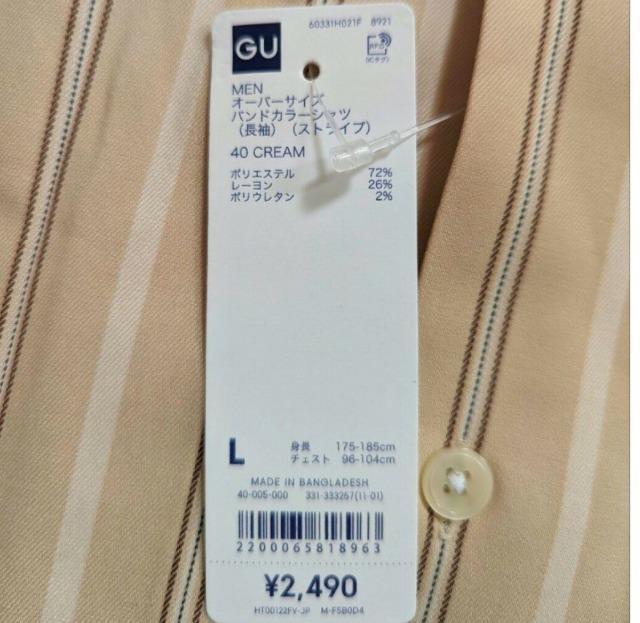 60331H021F 8921
GU
RFID
(ICタグ)
MEN
オーバーサイズ
バンドカラーシャツ
(長袖)(ストライプ)
40 CREAM
ポリエステル 72%
レーヨン 26%
ポリウレタン 2%
L 身長 175-185cm
チェスト 96-104cm
MADE IN BANGLADESH
40-005-000 331-333267(11-01)
2200065818963
¥2,490
HT00122FV-JP M-FSB0D4